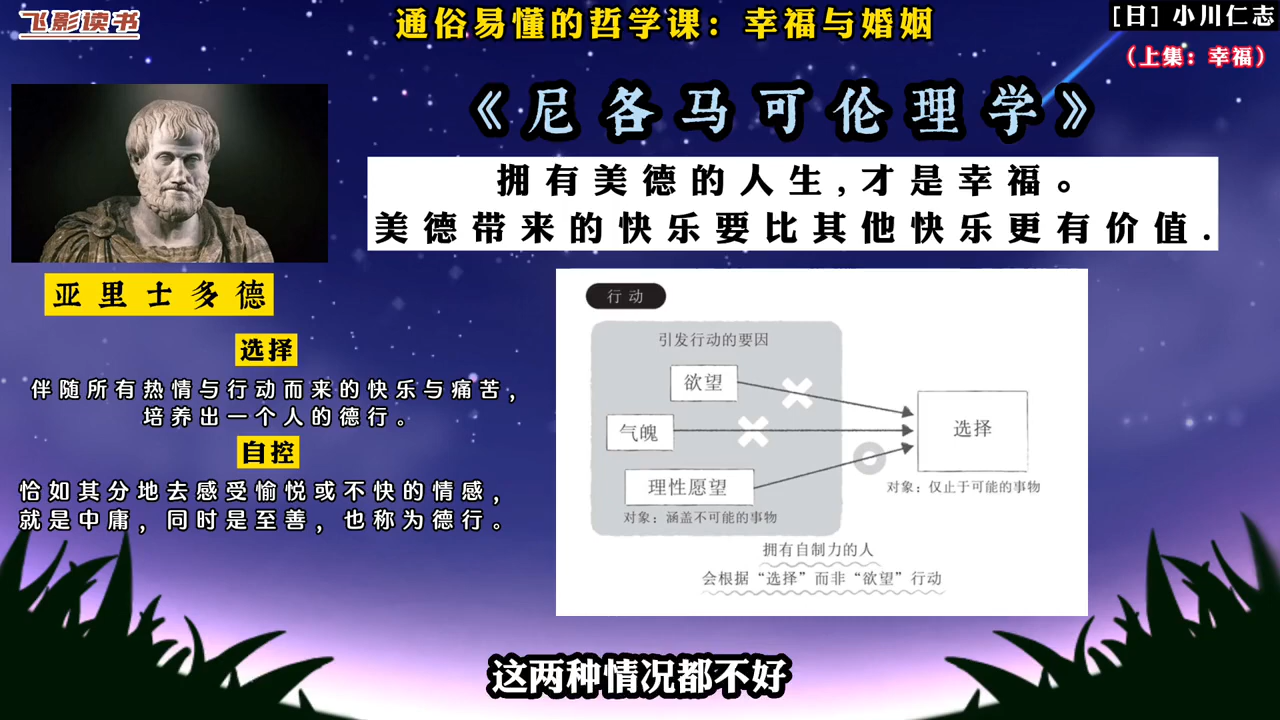 飞影读书
通俗易懂的哲学课：幸福与婚姻
[日] 小川仁志
（上集：幸福）
《尼各马可伦理学》
拥有美德的人生,才是幸福。
美德带来的快乐要比其他快乐更有价值.
亚里士多德
选择
伴随所有热情与行动而来的快乐与痛苦，
培养出一个人的德行。
自控
恰如其分地去感受愉悦或不快的情感，
就是中庸，同时是至善，也称为德行。
行动
引发行动的要因
欲望
气魄
理性愿望
对象：涵盖不可能的事物
选择
对象：仅止于可能的事物
拥有自制力的人
会根据“选择”而非“欲望”行动
这两种情况都不好